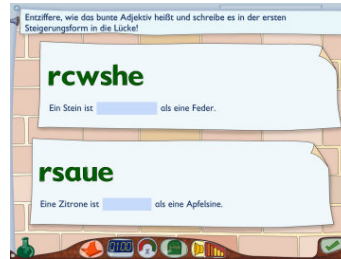 Entziffere, wie das bunte Adjektiv heißt und schreibe es in der ersten
Steigerungsform in die Lücke!
rcwshe
Ein Stein ist als eine Feder.
rsaue
Eine Zitrone ist als eine Apfelsine.
0100